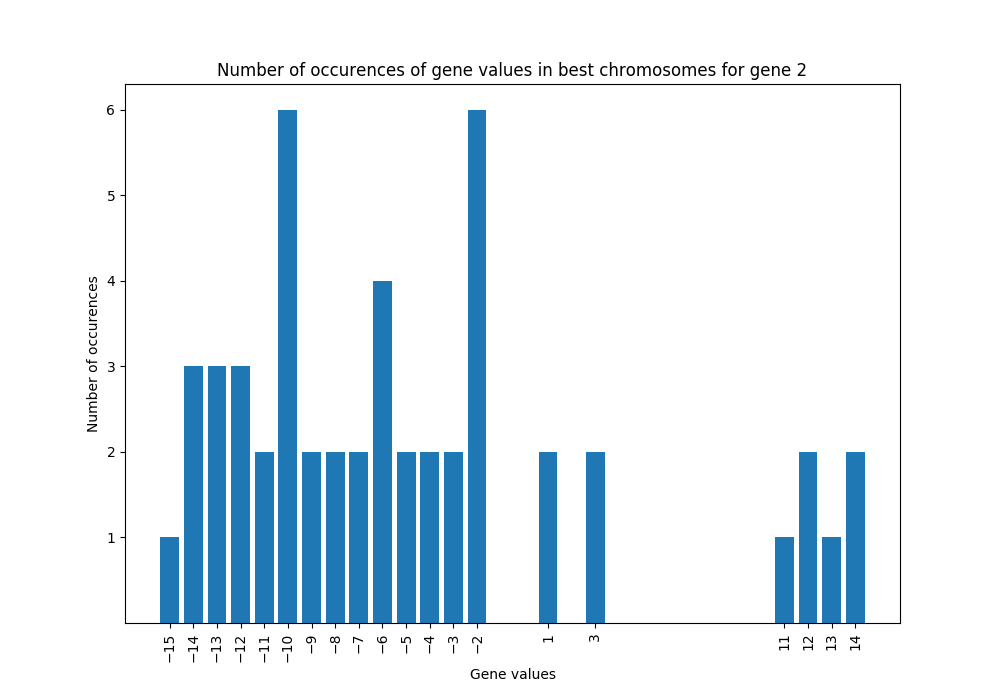 Number of occurences of gene values in best chromosomes for gene 2
Number of occurences
6
5
4
3
2
1
−15 −14 −13 −12 −11 −10 −9 −8 −7 −6 −5 −4 −3 −2 1 3 11 12 13 14
Gene values